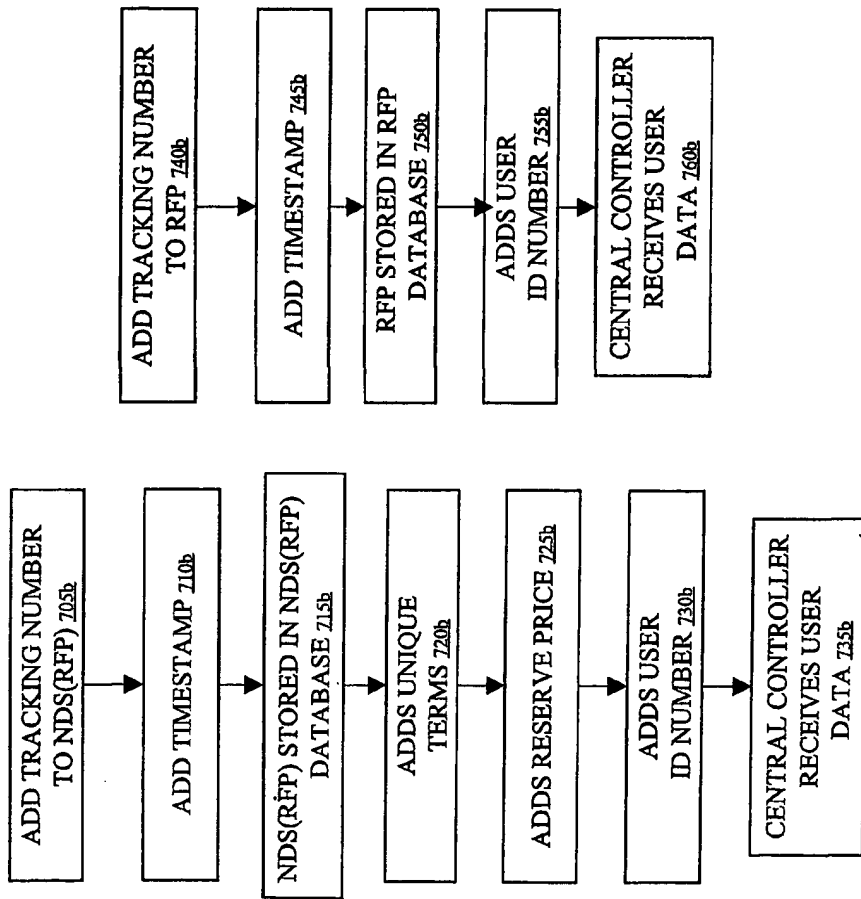 ADD TRACKING NUMBER
TO NDS(RFP) 705b
ADD TIMESTAMP 710b
NDS(RFP) STORED IN NDS(RFP)
DATABASE 715b
ADDS UNIQUE
TERMS 720b
ADDS RESERVE PRICE 725b
ADDS USER
ID NUMBER 730b
CENTRAL CONTROLLER
RECEIVES USER
DATA 735b
ADD TRACKING NUMBER
TO RFP 740b
ADD TIMESTAMP 745b
RFP STORED IN RFP
DATABASE 750b
ADDS USER
ID NUMBER 755b
CENTRAL CONTROLLER
RECEIVES USER
DATA 760b